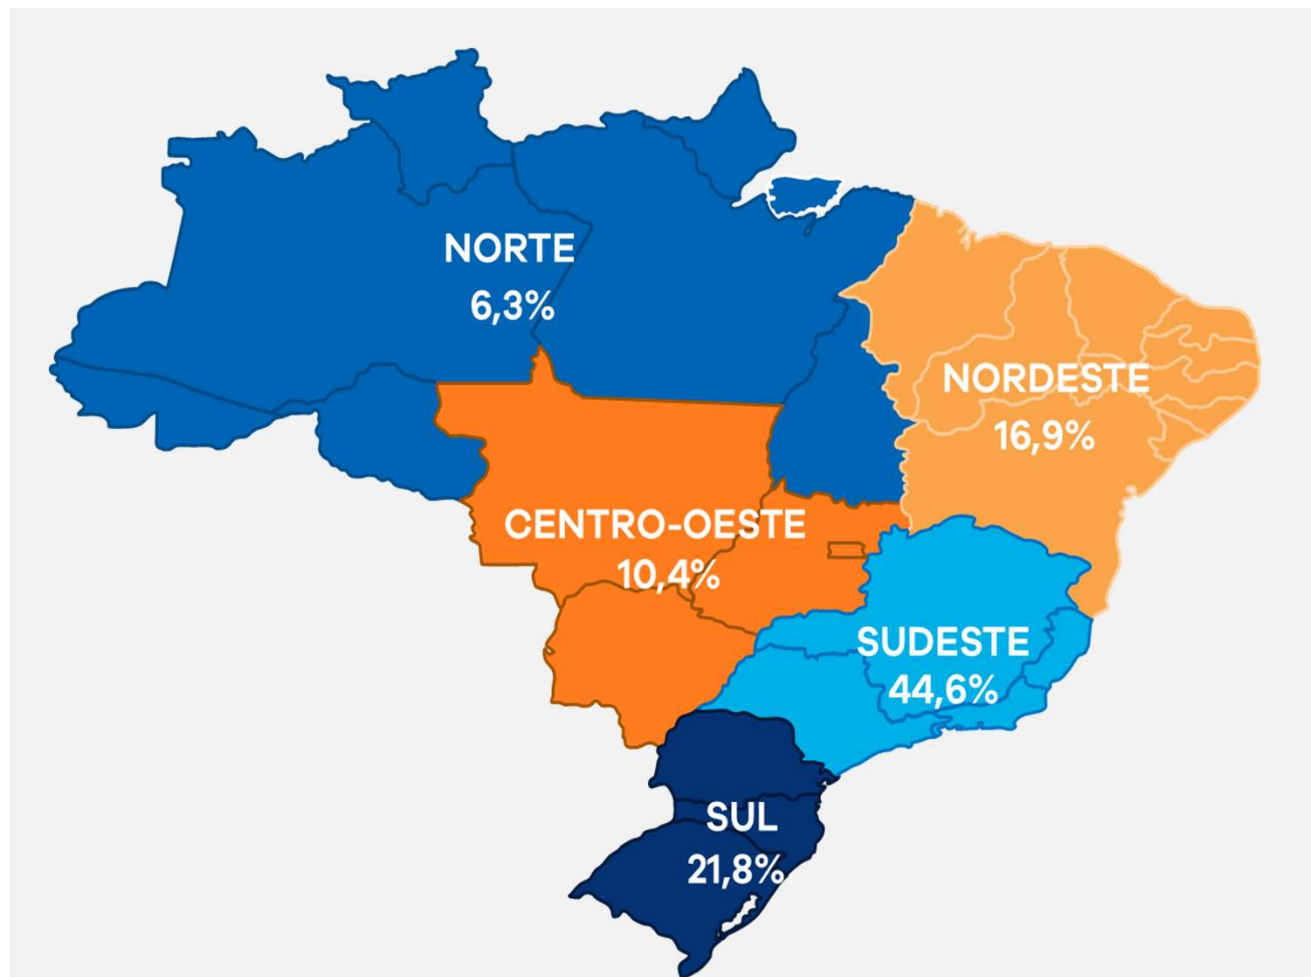 NORTE
6,3%
NORDESTE
16,9%
CENTRO-OESTE
10,4%
SUDESTE
44,6%
SUL
21,8%